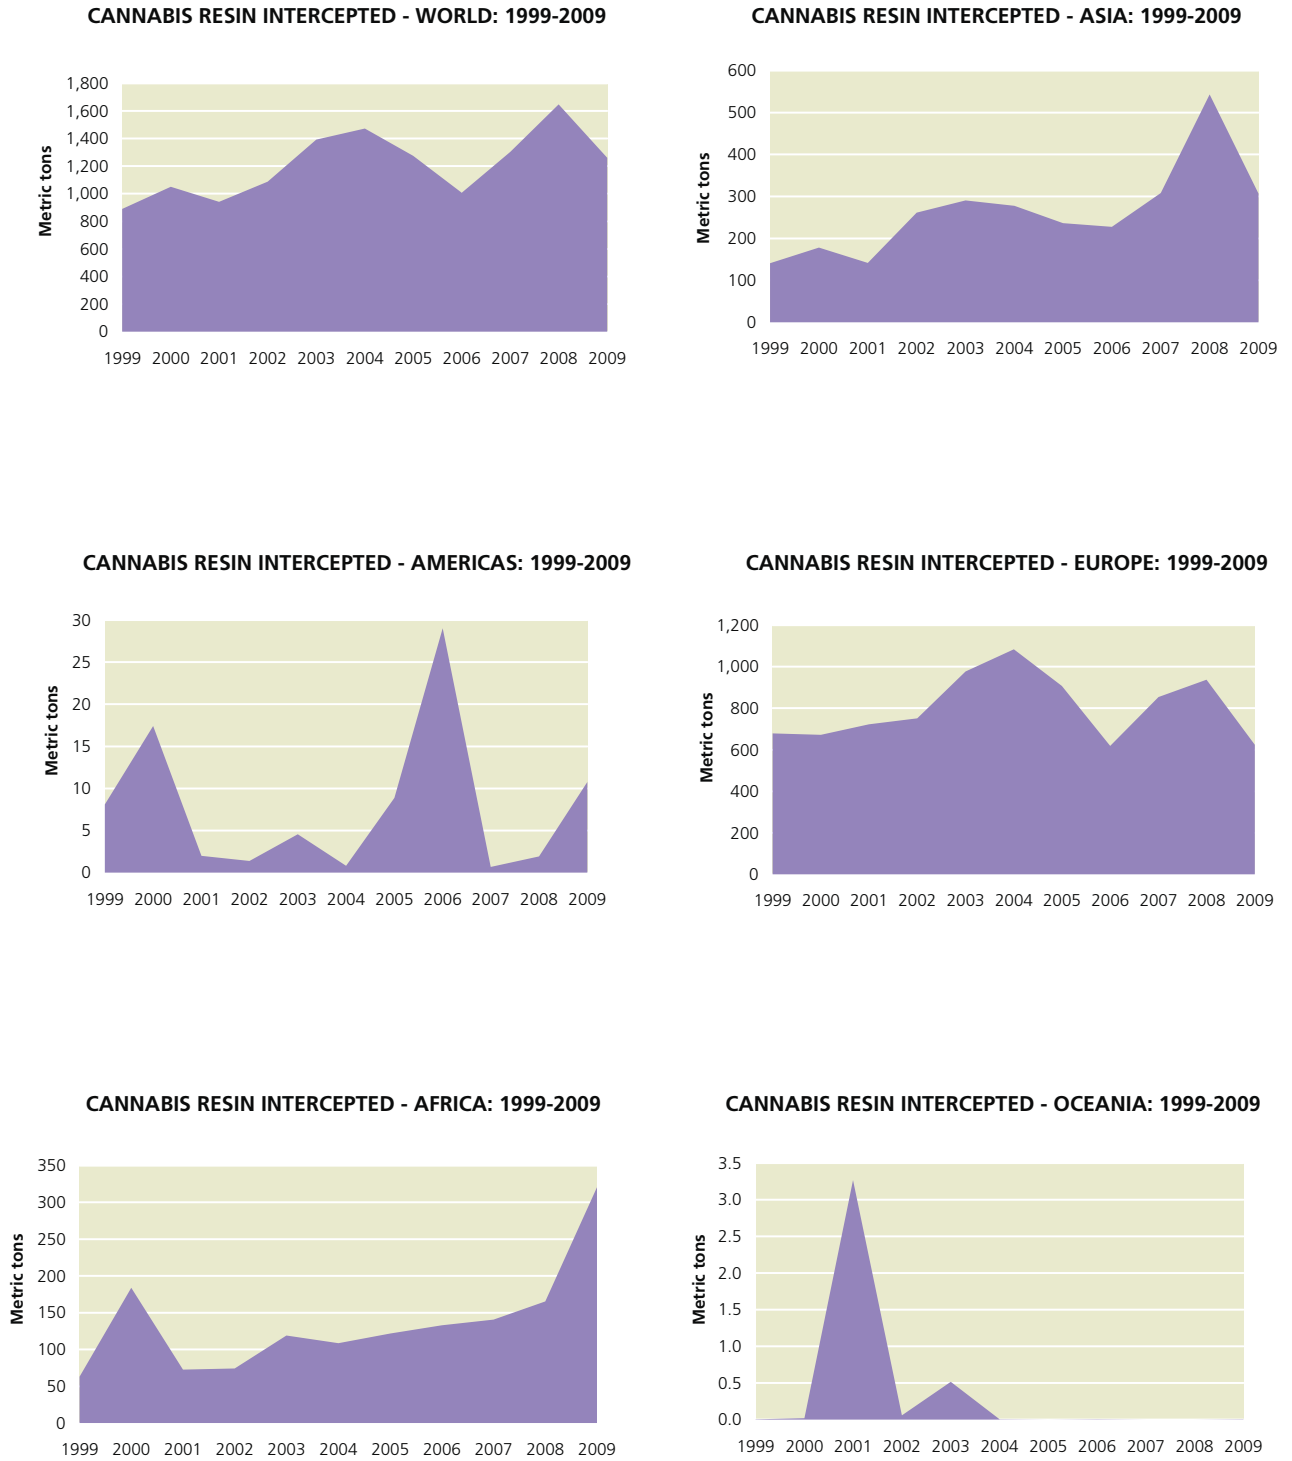 CANNABIS RESIN INTERCEPTED - WORLD: 1999-2009
Metric tons
1,800
1,600
1,400
1,200
1,000
800
600
400
200
0
1999 2000 2001 2002 2003 2004 2005 2006 2007 2008 2009
CANNABIS RESIN INTERCEPTED - ASIA: 1999-2009
Metric tons
600
500
400
300
200
100
0
1999 2000 2001 2002 2003 2004 2005 2006 2007 2008 2009
CANNABIS RESIN INTERCEPTED - AMERICAS: 1999-2009
Metric tons
30
25
20
15
10
5
0
1999 2000 2001 2002 2003 2004 2005 2006 2007 2008 2009
CANNABIS RESIN INTERCEPTED - EUROPE: 1999-2009
Metric tons
1,200
1,000
800
600
400
200
0
1999 2000 2001 2002 2003 2004 2005 2006 2007 2008 2009
CANNABIS RESIN INTERCEPTED - AFRICA: 1999-2009
Metric tons
350
300
250
200
150
100
50
0
1999 2000 2001 2002 2003 2004 2005 2006 2007 2008 2009
CANNABIS RESIN INTERCEPTED - OCEANIA: 1999-2009
Metric tons
3.5
3.0
2.5
2.0
1.5
1.0
0.5
0.0
1999 2000 2001 2002 2003 2004 2005 2006 2007 2008 2009